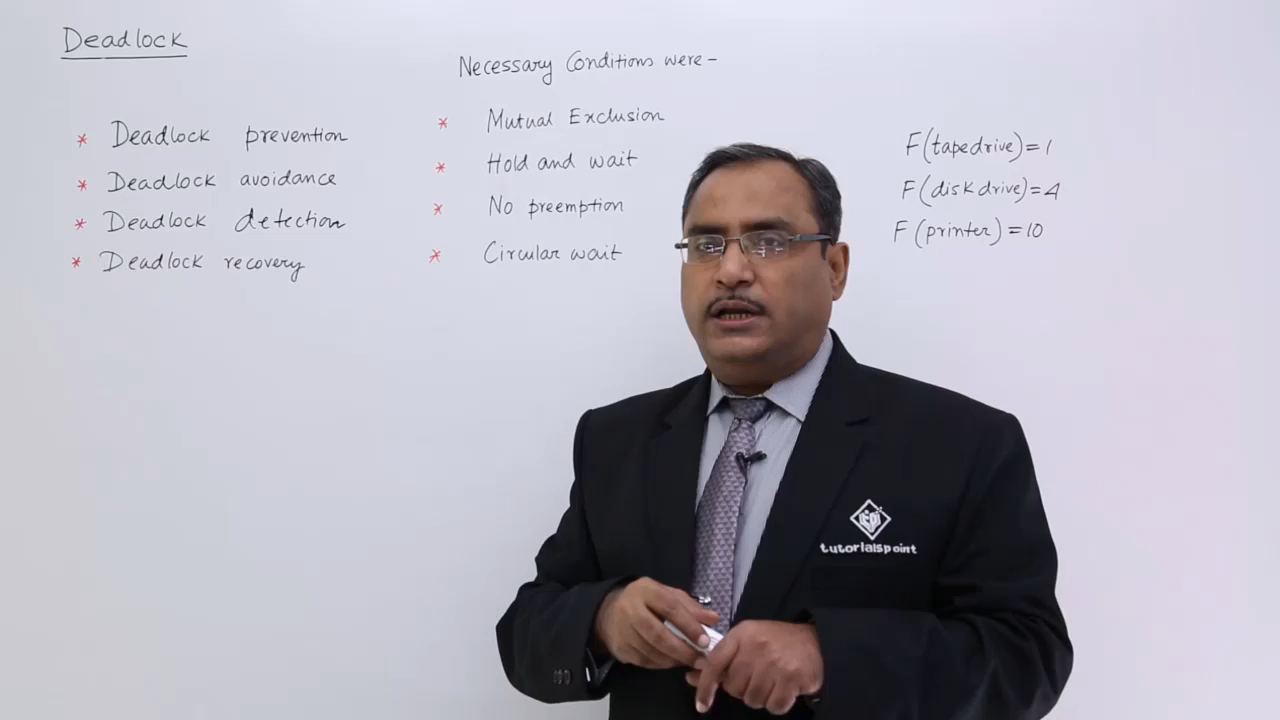 Deadlock
* Deadlock prevention
* Deadlock avoidance
* Deadlock detection
* Deadlock recovery
Necessary Conditions were -
* Mutual Exclusion
* Hold and wait
* No preemption
* Circular wait
F(tapedrive) = 1
F(disk drive) = 4
F(printer) = 10
tutorialspoint